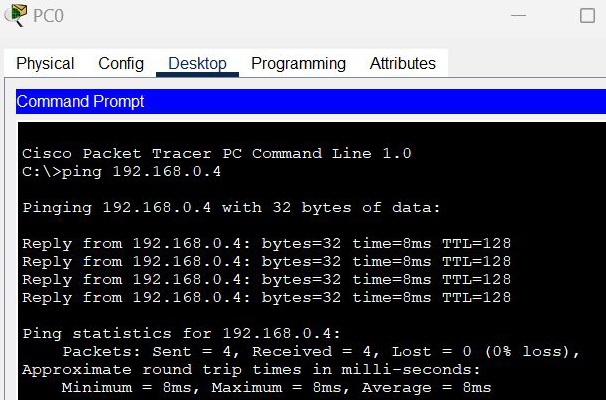 PC0
Physical Config Desktop Programming Attributes
Command Prompt
Cisco Packet Tracer PC Command Line 1.0
C:\>ping 192.168.0.4
Pinging 192.168.0.4 with 32 bytes of data:
Reply from 192.168.0.4: bytes=32 time=8ms TTL=128
Reply from 192.168.0.4: bytes=32 time=8ms TTL=128
Reply from 192.168.0.4: bytes=32 time=8ms TTL=128
Reply from 192.168.0.4: bytes=32 time=8ms TTL=128
Ping statistics for 192.168.0.4:
Packets: Sent = 4, Received = 4, Lost = 0 (0% loss),
Approximate round trip times in milli-seconds:
Minimum = 8ms, Maximum = 8ms, Average = 8ms